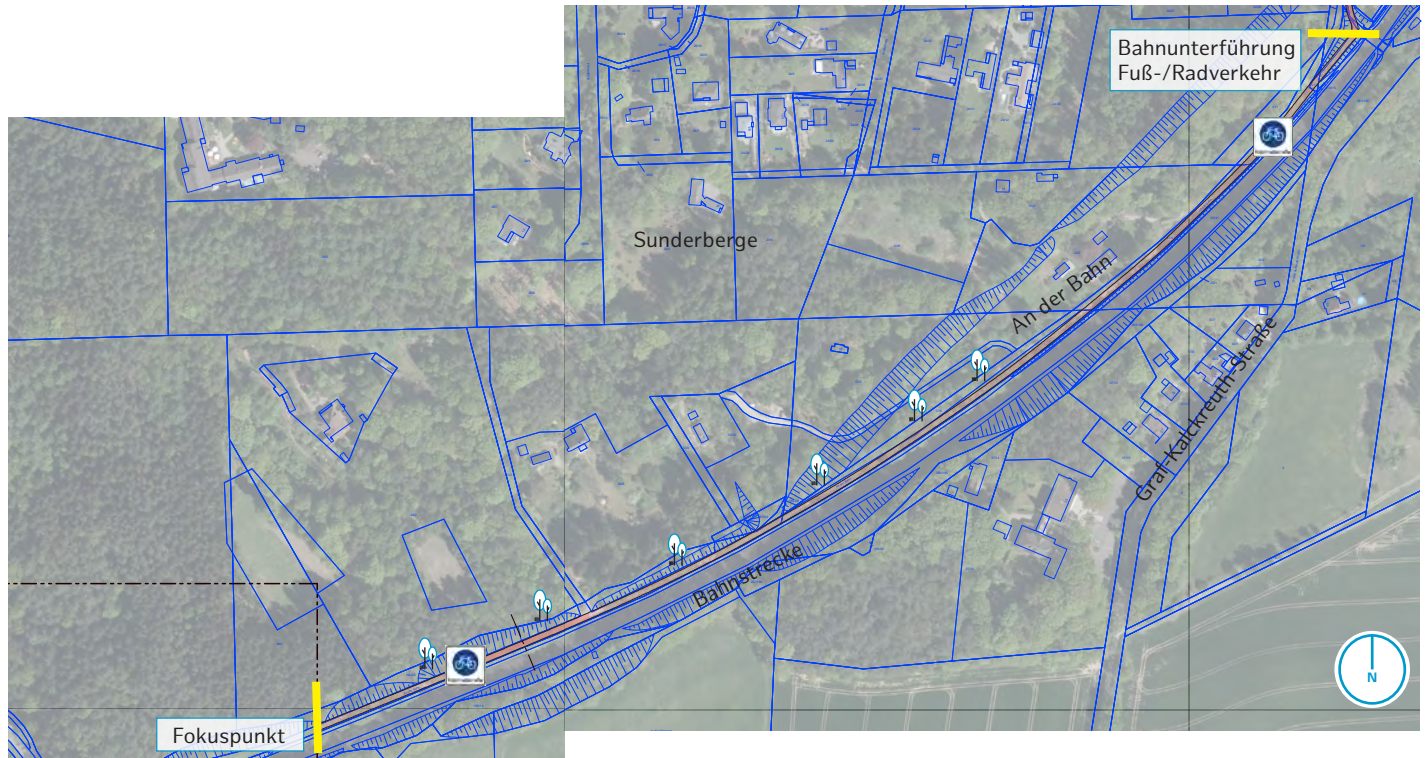 Bahnunterführung
Fuß-/Radverkehr
Sunderberge
An der Bahn
Graf-Kalckreuth-Straße
Bahnstrecke
Fokuspunkt
N